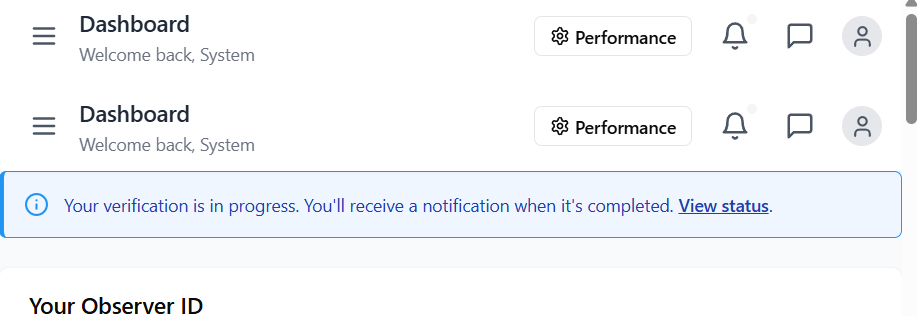 Dashboard
Welcome back, System
Performance
Dashboard
Welcome back, System
Performance
Your verification is in progress. You'll receive a notification when it's completed. View status.
Your Observer ID